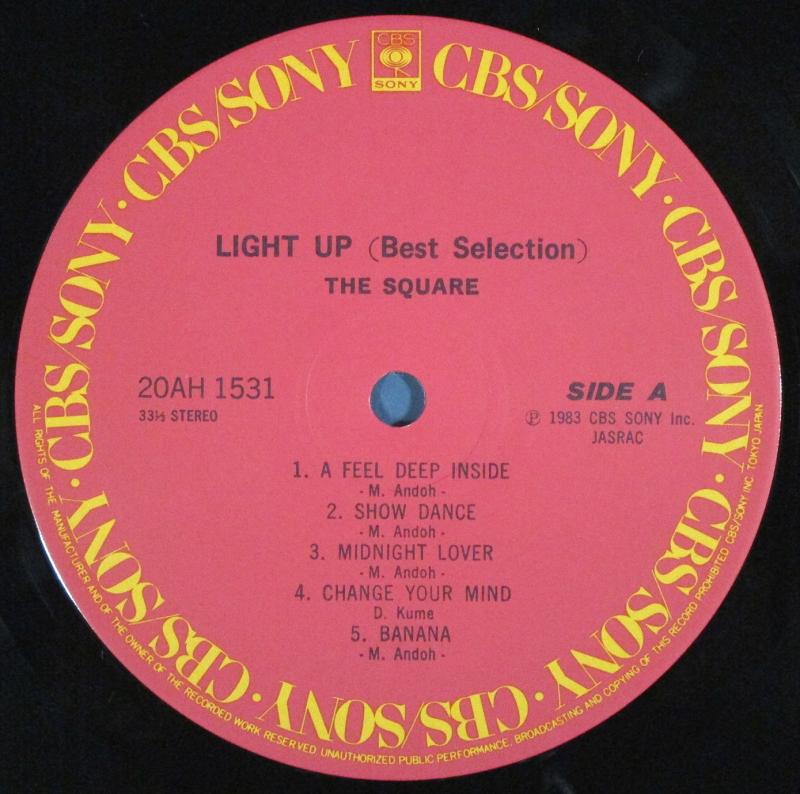 CBS
SONY
CBS/SONY · CBS/SONY · CBS/SONY · CBS/SONY · CBS/SONY · CBS/SONY · CBS/SONY · CBS/SONY
LIGHT UP (Best Selection)
THE SQUARE
20AH 1531
33⅓ STEREO
SIDE A
Ⓟ 1983 CBS SONY Inc.
JASRAC
1. A FEEL DEEP INSIDE
- M. Andoh -
2. SHOW DANCE
- M. Andoh -
3. MIDNIGHT LOVER
- M. Andoh -
4. CHANGE YOUR MIND
D. Kume
5. BANANA
- M. Andoh -
ALL RIGHTS OF THE MANUFACTURER AND OF THE OWNER OF THE RECORDED WORK RESERVED. UNAUTHORIZED PUBLIC PERFORMANCE, BROADCASTING AND COPYING OF THIS RECORD PROHIBITED CBS/SONY INC. TOKYO JAPAN